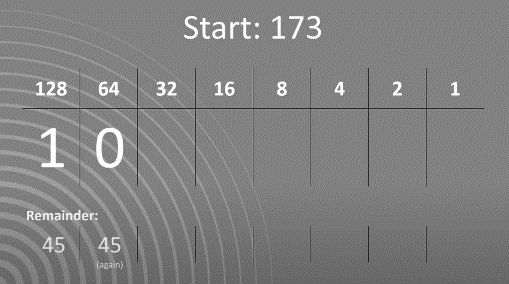 Start: 173
128 64 32 16 8 4 2 1
1 0
Remainder:
45 45
(again)